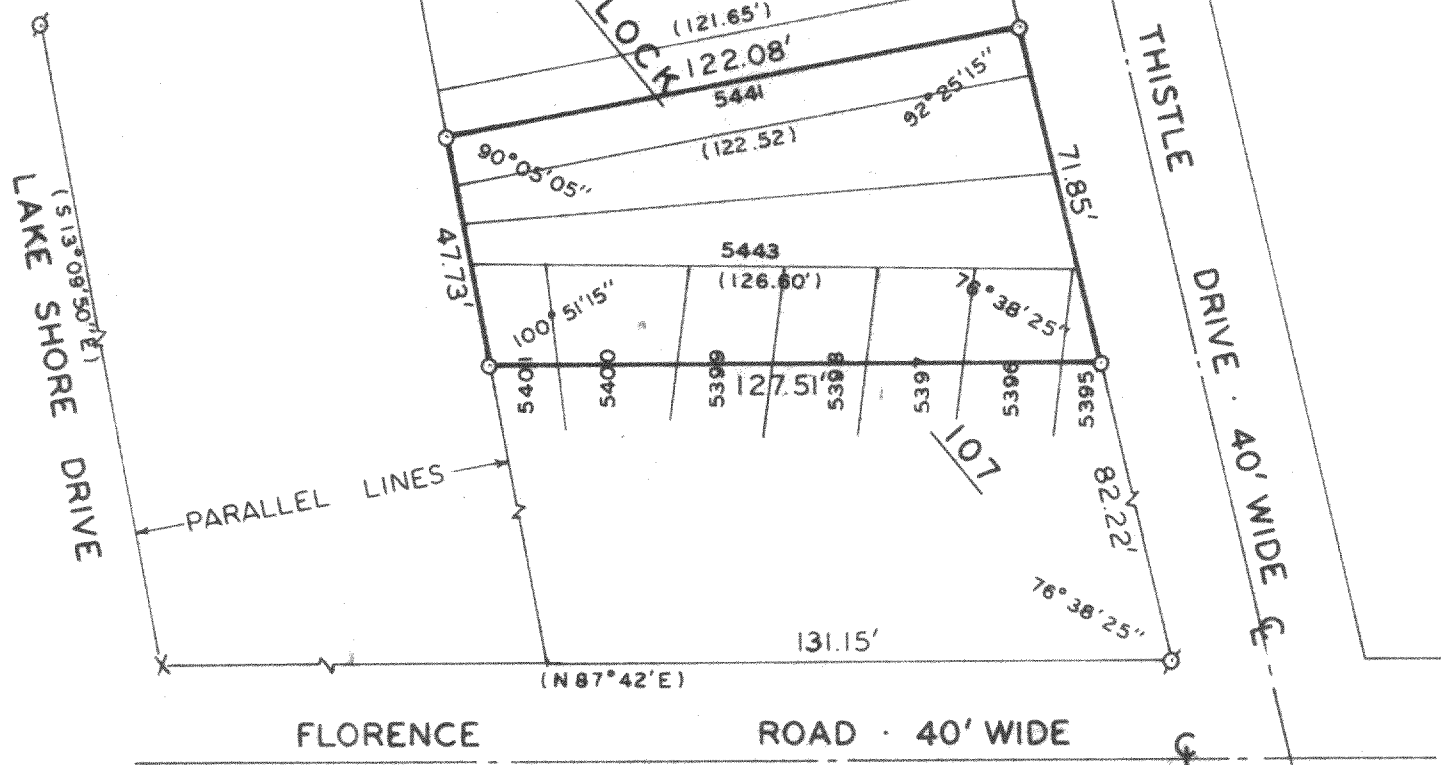 (121.65')
LOCK
122.08'
5441
92°25'15"
(122.52)
90°05'05"
THISTLE DRIVE · 40' WIDE ℄
71.85'
LAKE SHORE DRIVE
(S 13°09'50"E)
47.73'
5443
(126.60')
100°51'15"
76°38'25"
5401 5400 5399 5398 5397 5396 5395
127.51'
107
PARALLEL LINES
82.22'
76°38'25"
131.15'
(N 87°42'E)
FLORENCE ROAD · 40' WIDE
℄